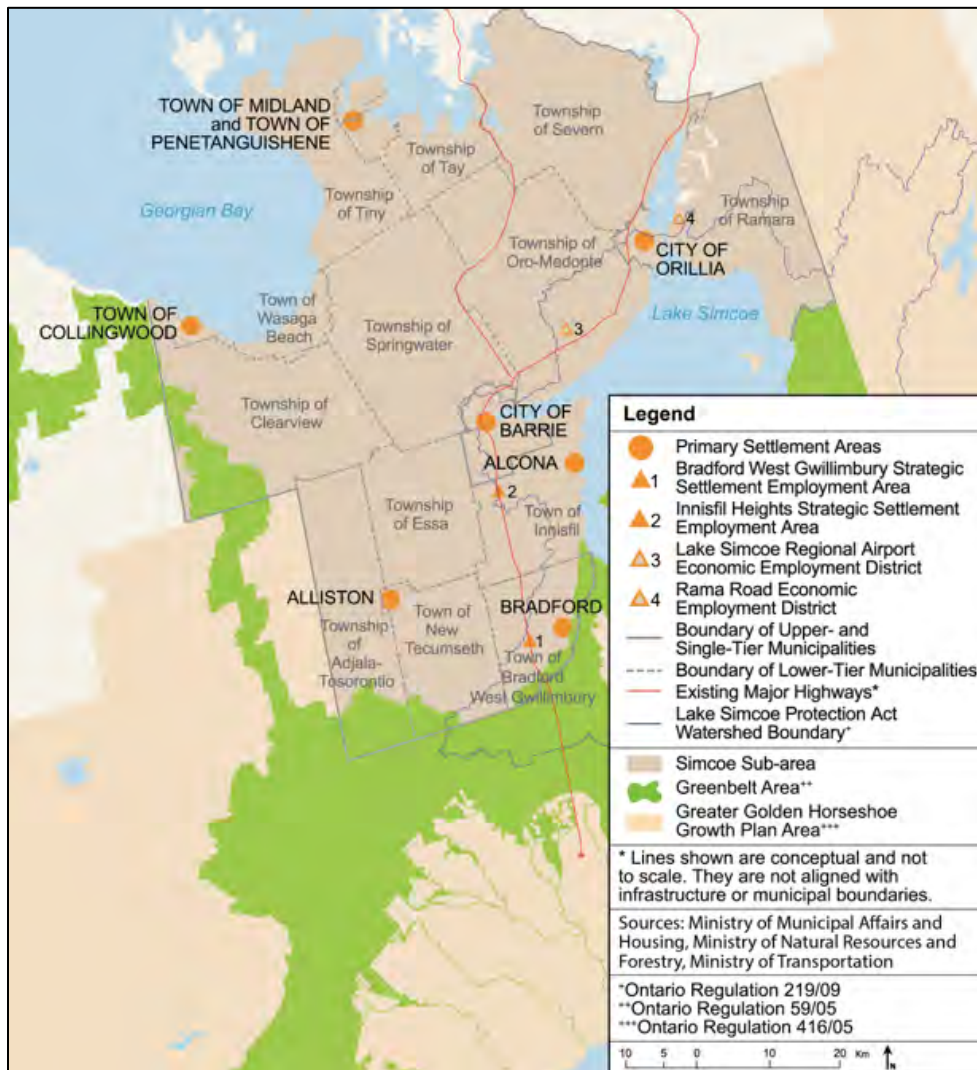 TOWN OF MIDLAND
and TOWN OF
PENETANGUISHENE
Township
of Severn
Township
of Tay
Georgian Bay
Township
of Tiny
Township
of Ramara
4
Township of
Oro-Medonte
CITY OF
ORILLIA
TOWN OF
COLLINGWOOD
Town of
Wasaga
Beach
Lake Simcoe
Township of
Springwater
3
Township of
Clearview
CITY OF
BARRIE
ALCONA
2
Township
of Essa
Town of
Innisfil
ALLISTON
BRADFORD
Township
of
Adjala-
Tosorontio
Town of
New
Tecumseth
1
Town of
Bradford
West Gwillimbury
Legend
Primary Settlement Areas
1 Bradford West Gwillimbury Strategic
Settlement Employment Area
2 Innisfil Heights Strategic Settlement
Employment Area
3 Lake Simcoe Regional Airport
Economic Employment District
4 Rama Road Economic
Employment District
Boundary of Upper- and
Single-Tier Municipalities
Boundary of Lower-Tier Municipalities
Existing Major Highways*
Lake Simcoe Protection Act
Watershed Boundary+
Simcoe Sub-area
Greenbelt Area++
Greater Golden Horseshoe
Growth Plan Area+++
* Lines shown are conceptual and not
to scale. They are not aligned with
infrastructure or municipal boundaries.
Sources: Ministry of Municipal Affairs and
Housing, Ministry of Natural Resources and
Forestry, Ministry of Transportation
+Ontario Regulation 219/09
++Ontario Regulation 59/05
+++Ontario Regulation 416/05
10 5 0 10 20 Km N